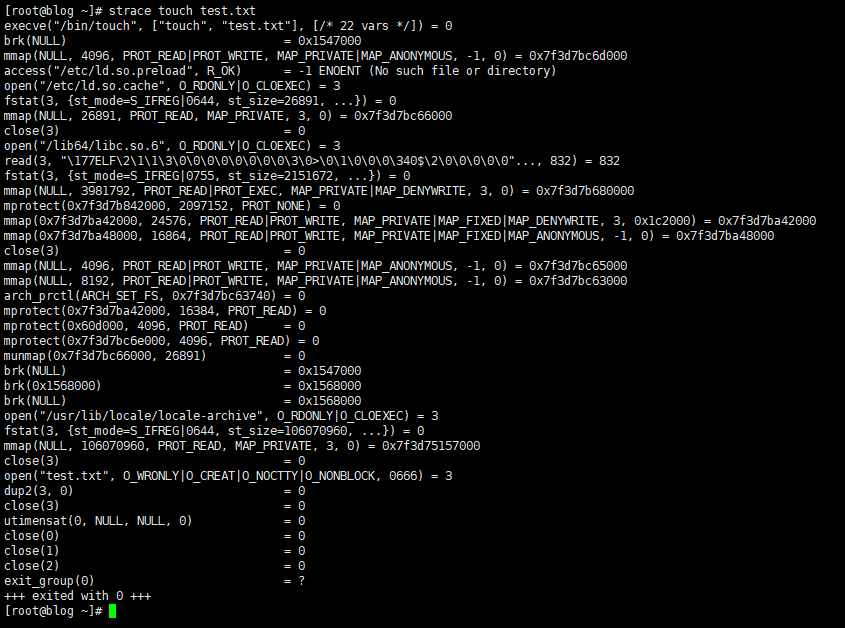 [root@blog ~]# strace touch test.txt
execve("/bin/touch", ["touch", "test.txt"], [/* 22 vars */]) = 0
brk(NULL)                               = 0x1547000
mmap(NULL, 4096, PROT_READ|PROT_WRITE, MAP_PRIVATE|MAP_ANONYMOUS, -1, 0) = 0x7f3d7bc6d000
access("/etc/ld.so.preload", R_OK)      = -1 ENOENT (No such file or directory)
open("/etc/ld.so.cache", O_RDONLY|O_CLOEXEC) = 3
fstat(3, {st_mode=S_IFREG|0644, st_size=26891, ...}) = 0
mmap(NULL, 26891, PROT_READ, MAP_PRIVATE, 3, 0) = 0x7f3d7bc66000
close(3)                                = 0
open("/lib64/libc.so.6", O_RDONLY|O_CLOEXEC) = 3
read(3, "\177ELF\2\1\1\3\0\0\0\0\0\0\0\0\3\0>\0\1\0\0\0\340$\2\0\0\0\0\0"..., 832) = 832
fstat(3, {st_mode=S_IFREG|0755, st_size=2151672, ...}) = 0
mmap(NULL, 3981792, PROT_READ|PROT_EXEC, MAP_PRIVATE|MAP_DENYWRITE, 3, 0) = 0x7f3d7b680000
mprotect(0x7f3d7b842000, 2097152, PROT_NONE) = 0
mmap(0x7f3d7ba42000, 24576, PROT_READ|PROT_WRITE, MAP_PRIVATE|MAP_FIXED|MAP_DENYWRITE, 3, 0x1c2000) = 0x7f3d7ba42000
mmap(0x7f3d7ba48000, 16864, PROT_READ|PROT_WRITE, MAP_PRIVATE|MAP_FIXED|MAP_ANONYMOUS, -1, 0) = 0x7f3d7ba48000
close(3)                                = 0
mmap(NULL, 4096, PROT_READ|PROT_WRITE, MAP_PRIVATE|MAP_ANONYMOUS, -1, 0) = 0x7f3d7bc65000
mmap(NULL, 8192, PROT_READ|PROT_WRITE, MAP_PRIVATE|MAP_ANONYMOUS, -1, 0) = 0x7f3d7bc63000
arch_prctl(ARCH_SET_FS, 0x7f3d7bc63740) = 0
mprotect(0x7f3d7ba42000, 16384, PROT_READ) = 0
mprotect(0x60d000, 4096, PROT_READ)     = 0
mprotect(0x7f3d7bc6e000, 4096, PROT_READ) = 0
munmap(0x7f3d7bc66000, 26891)           = 0
brk(NULL)                               = 0x1547000
brk(0x1568000)                          = 0x1568000
brk(NULL)                               = 0x1568000
open("/usr/lib/locale/locale-archive", O_RDONLY|O_CLOEXEC) = 3
fstat(3, {st_mode=S_IFREG|0644, st_size=106070960, ...}) = 0
mmap(NULL, 106070960, PROT_READ, MAP_PRIVATE, 3, 0) = 0x7f3d75157000
close(3)                                = 0
open("test.txt", O_WRONLY|O_CREAT|O_NOCTTY|O_NONBLOCK, 0666) = 3
dup2(3, 0)                              = 0
close(3)                                = 0
utimensat(0, NULL, NULL, 0)             = 0
close(0)                                = 0
close(1)                                = 0
close(2)                                = 0
exit_group(0)                           = ?
+++ exited with 0 +++
[root@blog ~]#